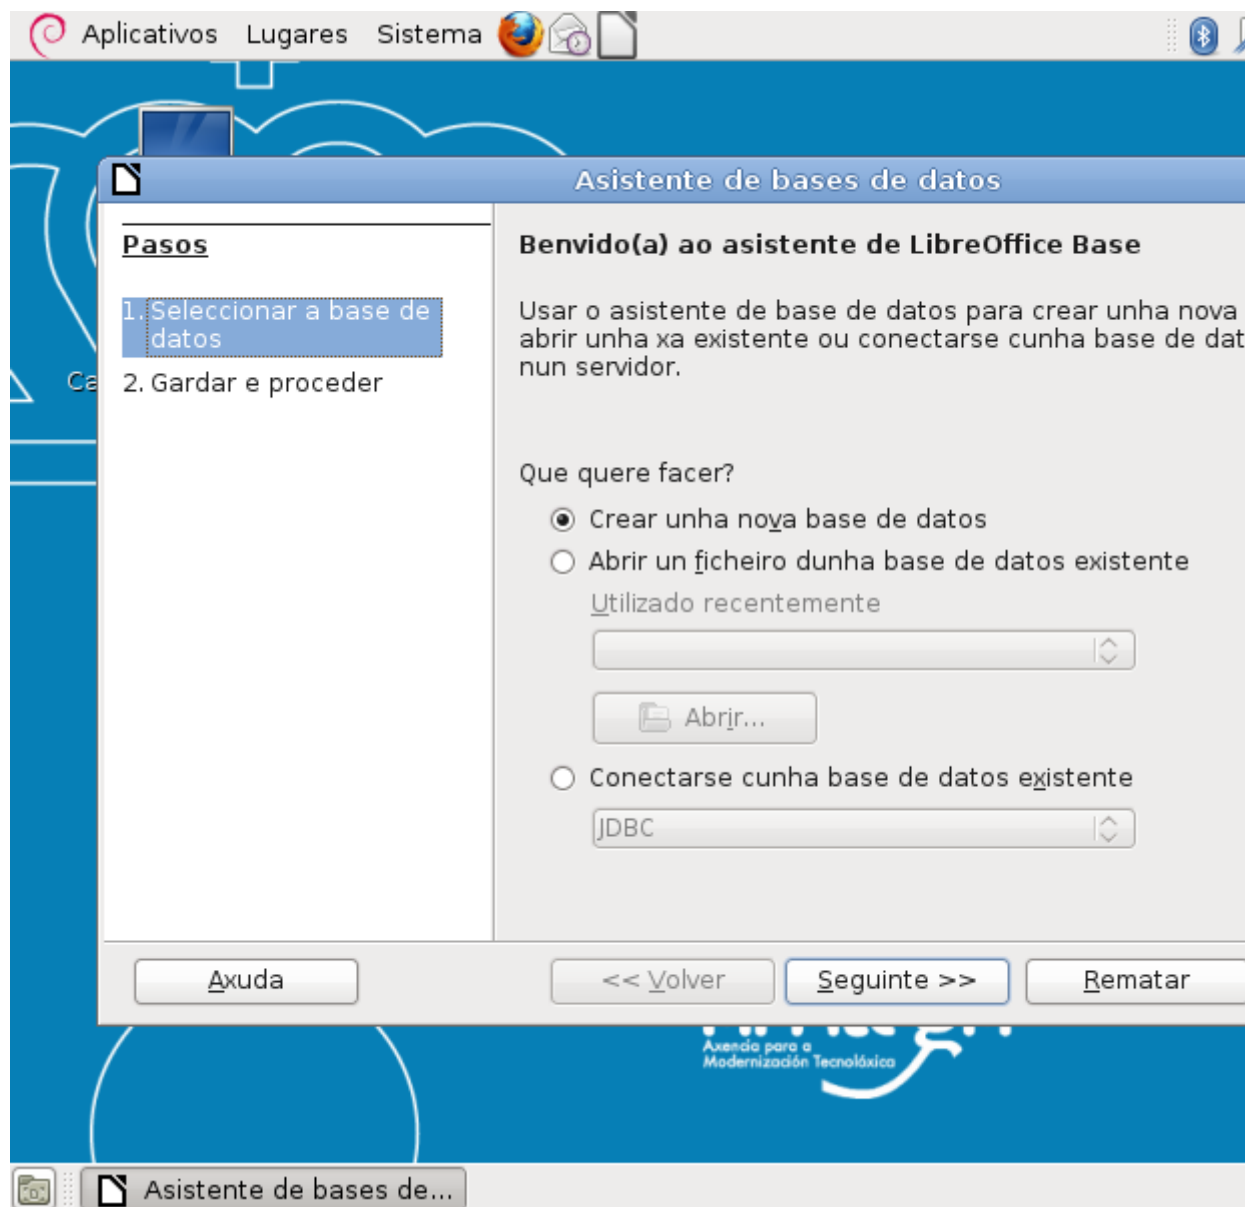 Aplicativos Lugares Sistema
Asistente de bases de datos
Pasos
1. Seleccionar a base de
datos
2. Gardar e proceder
Benvido(a) ao asistente de LibreOffice Base
Usar o asistente de base de datos para crear unha nova
abrir unha xa existente ou conectarse cunha base de dat
nun servidor.
Que quere facer?
Crear unha nova base de datos
Abrir un ficheiro dunha base de datos existente
Utilizado recentemente
Abrir...
Conectarse cunha base de datos existente
JDBC
Axuda
<< Volver
Seguinte >>
Rematar
Axencia para a
Modernización Tecnolóxica
Asistente de bases de...